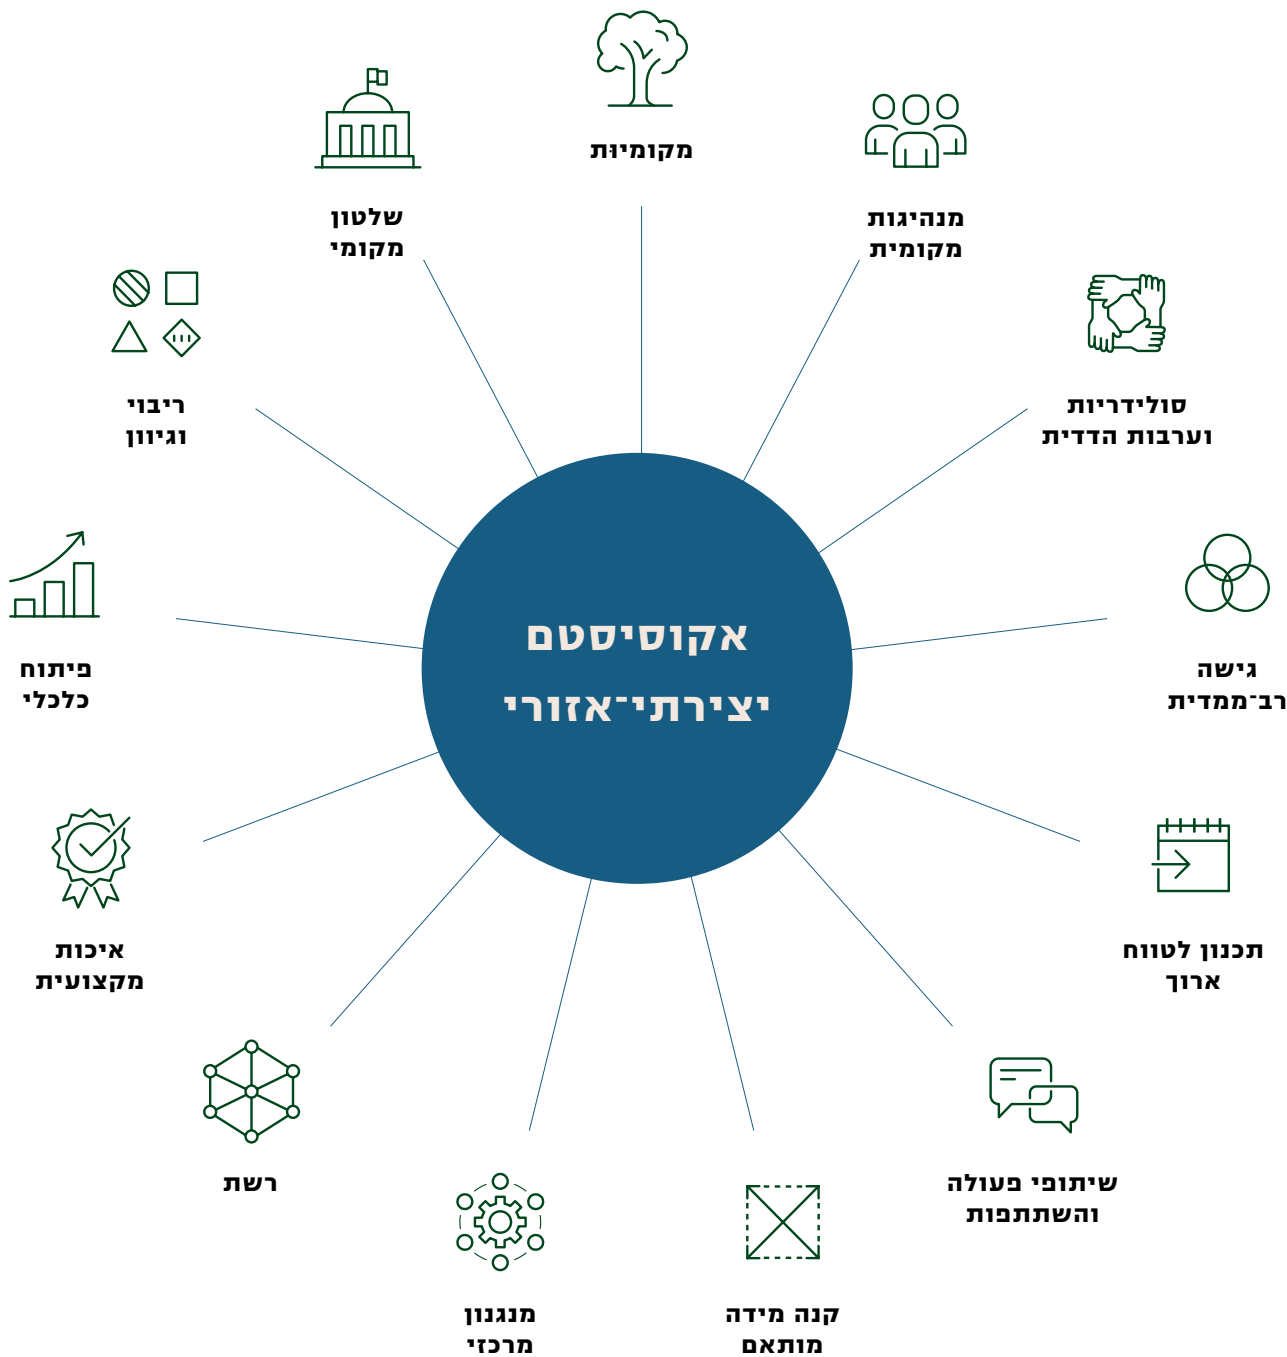 מקומיוּת
מנהיגות
מקומית
סולידריות
וערבות הדדית
גישה
רב־ממדית
תכנון לטווח
ארוך
שיתופי פעולה
והשתתפות
קנה מידה
מותאם
מנגנון
מרכזי
רשת
איכות
מקצועית
פיתוח
כלכלי
ריבוי
וגיוון
שלטון
מקומי
אקוסיסטם
יצירתי־אזורי